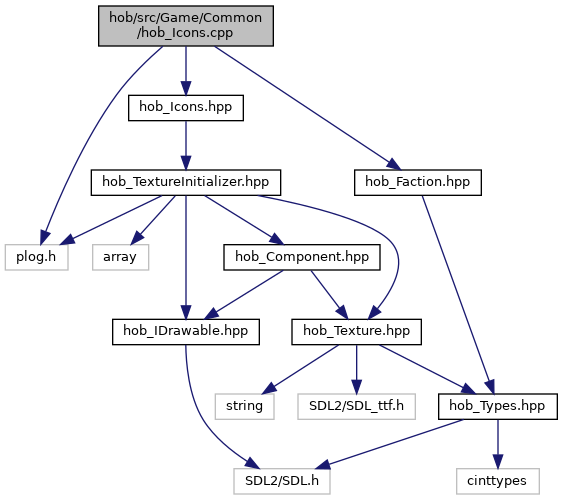 hob/src/Game/Common
/hob_Icons.cpp
hob_Icons.hpp
hob_TextureInitializer.hpp
hob_Faction.hpp
plog.h
array
hob_Component.hpp
hob_IDrawable.hpp
hob_Texture.hpp
string
SDL2/SDL_ttf.h
hob_Types.hpp
SDL2/SDL.h
cinttypes